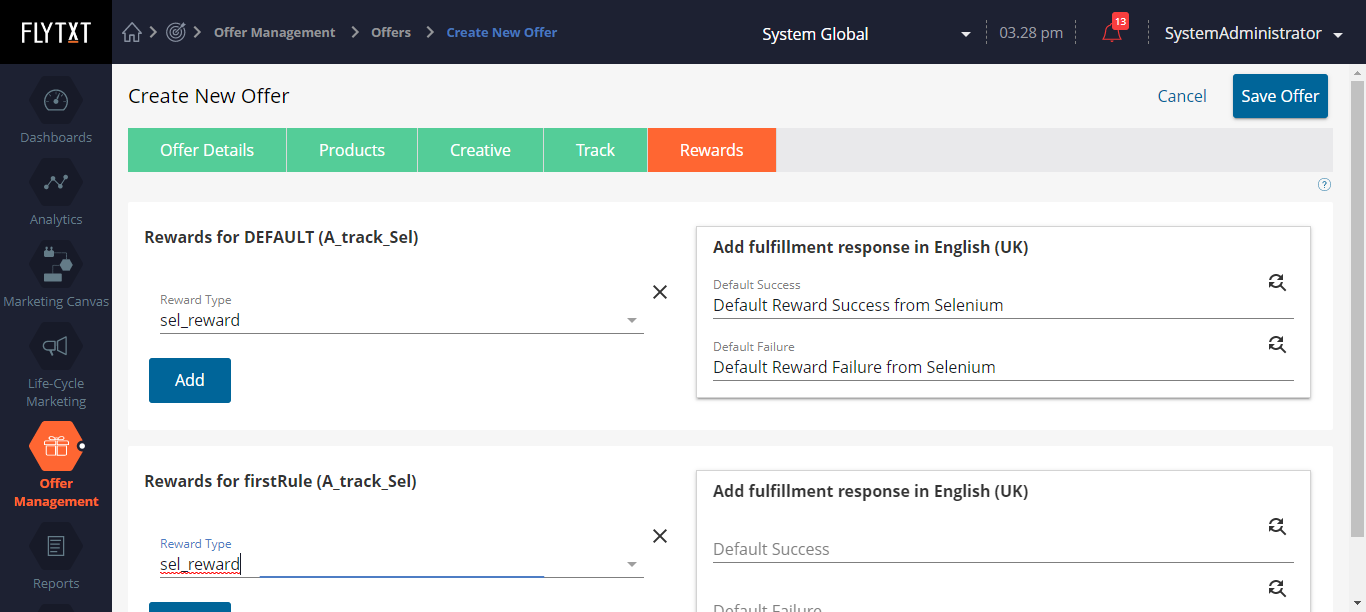 FLYTXT
Offer Management
Offers
Create New Offer
System Global
03.28 pm
13
SystemAdministrator
Dashboards
Analytics
Marketing Canvas
Life-Cycle
Marketing
Offer
Management
Reports
Create New Offer
Cancel
Save Offer
Offer Details
Products
Creative
Track
Rewards
?
Rewards for DEFAULT (A_track_Sel)
Reward Type
sel_reward
Add
Add fulfillment response in English (UK)
Default Success
Default Reward Success from Selenium
Default Failure
Default Reward Failure from Selenium
Rewards for firstRule (A_track_Sel)
Reward Type
sel_reward
Add fulfillment response in English (UK)
Default Success
Default Failure